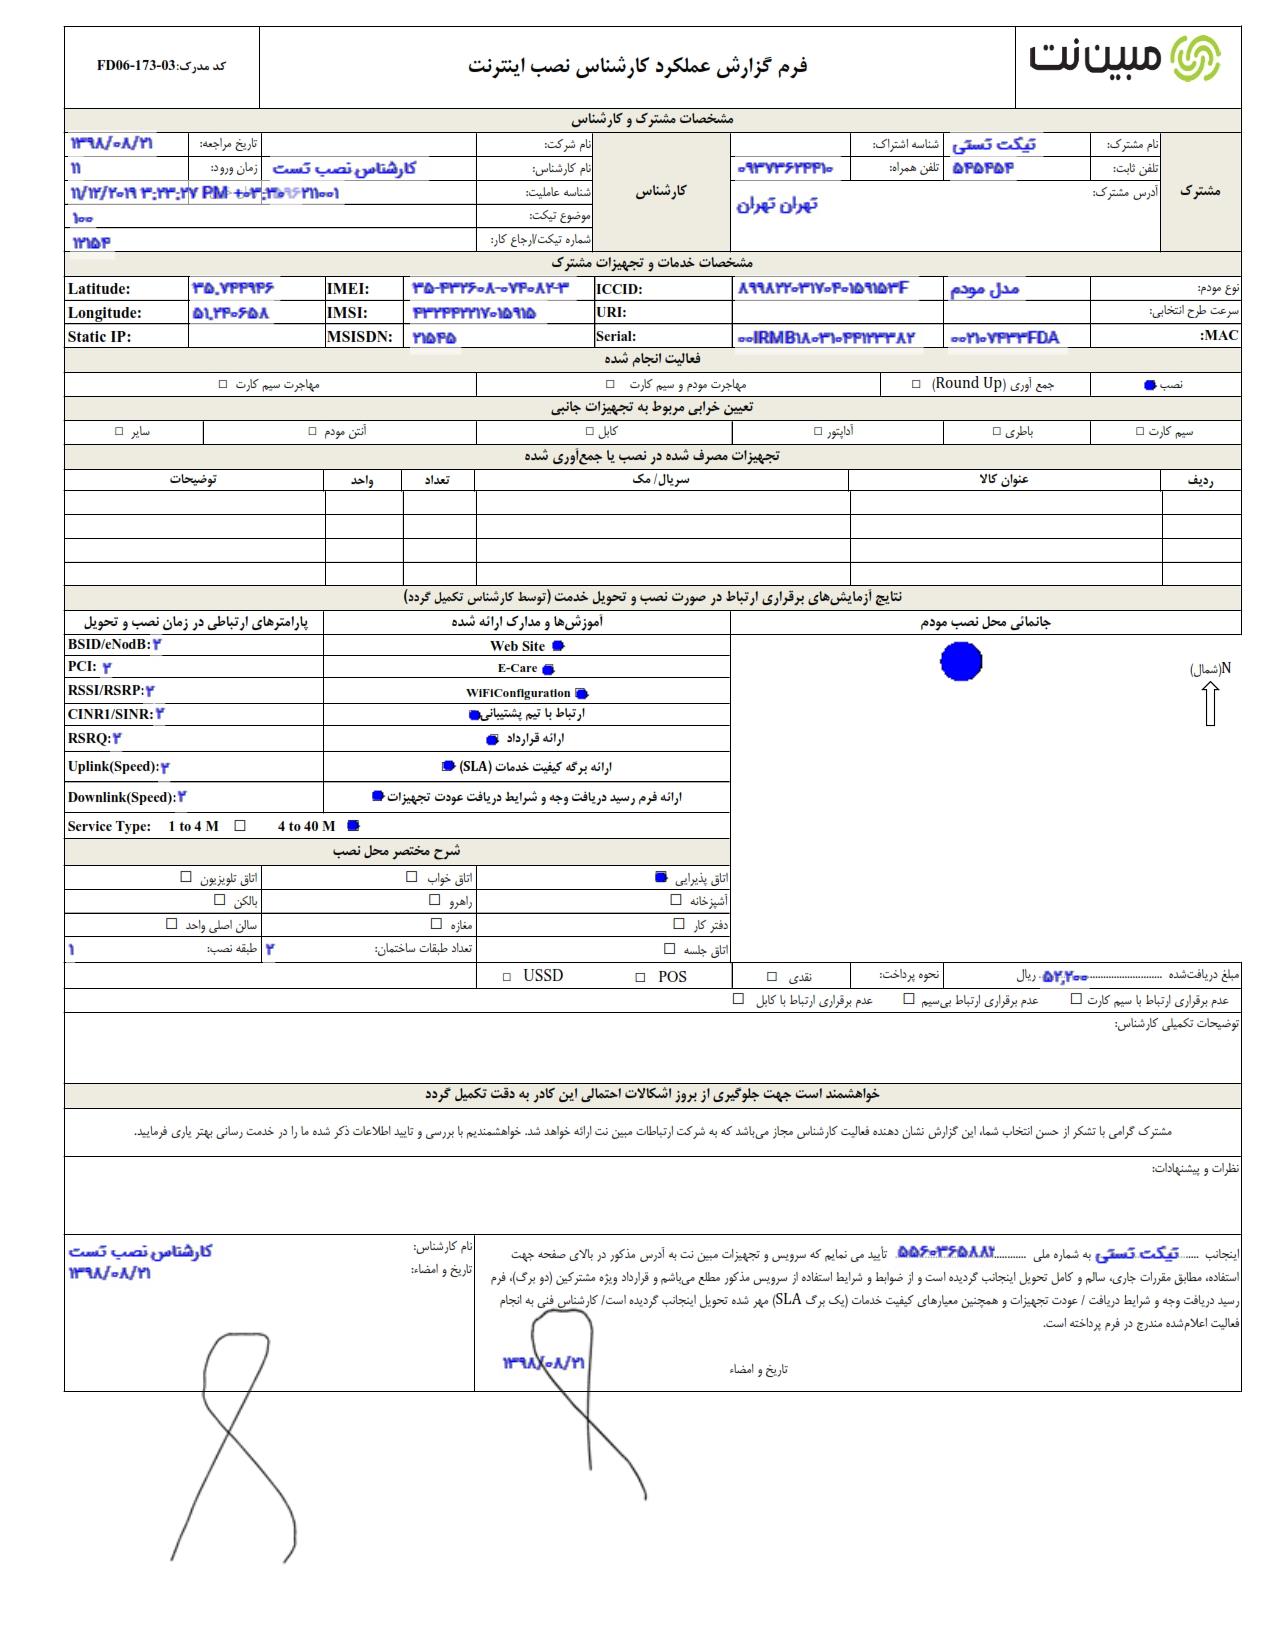 مبین نت
فرم گزارش عملکرد کارشناس نصب اینترنت
کد مدرک:FD06-173-03
مشخصات مشترک و کارشناس
مشترک
نام مشترک: تیکت تستی
شناسه اشتراک:
تلفن ثابت: ۵۴۵۴۵۴
تلفن همراه: ۰۹۳۷۳۶۲۴۴۱۰
آدرس مشترک: تهران تهران
کارشناس
نام شرکت:
تاریخ مراجعه: ۱۳۹۸/۰۸/۲۱
نام کارشناس: کارشناس نصب تست
زمان ورود: ۱۱
شناسه عاملیت: ۲۱۱۰۰۱
۱۱/۱۲/۲۰۱۹ ۳:۲۳:۲۷ PM +۰۳:۳۰
موضوع تیکت: ۱۰۰
شماره تیکت/ارجاع کار: ۱۲۱۵۴
مشخصات خدمات و تجهیزات مشترک
نوع مودم: مدل مودم
ICCID: ۸۹۹۸۲۲۰۳۱۷۰۴۰۱۵۹۱۵۳F
IMEI: ۳۵-۴۳۲۶۰۸-۰۷۴۰۸۲-۳
Latitude: ۳۵.۷۴۴۹۴۶
سرعت طرح انتخابی:
URI:
IMSI: ۴۳۲۴۴۲۲۱۷۰۱۵۹۱۵
Longitude: ۵۱.۲۴۰۶۵۸
MAC: ۰۰۲۱۰۷۴۳۳FDA
Serial: ۰۰IRMB۱۸۰۳۱۰۴۴۱۲۳۳۸۲
MSISDN: ۲۱۵۴۵
Static IP:
فعالیت انجام شده
نصب
جمع آوری (Round Up) ☐
مهاجرت مودم و سیم کارت ☐
مهاجرت سیم کارت ☐
تعیین خرابی مربوط به تجهیزات جانبی
سیم کارت ☐
باطری ☐
آداپتور ☐
کابل ☐
آنتن مودم ☐
سایر ☐
تجهیزات مصرف شده در نصب یا جمع‌آوری شده
ردیف
عنوان کالا
سریال/ مک
تعداد
واحد
توضیحات
نتایج آزمایش‌های برقراری ارتباط در صورت نصب و تحویل خدمت (توسط کارشناس تکمیل گردد)
جانمائی محل نصب مودم
آموزش‌ها و مدارک ارائه شده
پارامترهای ارتباطی در زمان نصب و تحویل
N(شمال)
Web Site
BSID/eNodB:۲
E-Care
PCI: ۲
WiFiConfiguration
RSSI/RSRP:۲
ارتباط با تیم پشتیبانی
CINR1/SINR:۲
ارائه قرارداد
RSRQ:۲
ارائه برگه کیفیت خدمات (SLA)
Uplink(Speed):۲
ارائه فرم رسید دریافت وجه و شرایط دریافت عودت تجهیزات
Downlink(Speed):۲
Service Type: 1 to 4 M ☐ 4 to 40 M
شرح مختصر محل نصب
اتاق پذیرایی
اتاق خواب ☐
اتاق تلویزیون ☐
آشپزخانه ☐
راهرو ☐
بالکن ☐
دفتر کار ☐
مغازه ☐
سالن اصلی واحد ☐
اتاق جلسه ☐
تعداد طبقات ساختمان: ۲
طبقه نصب: ۱
مبلغ دریافت‌شده ۵۲,۲۰۰ ریال
نحوه پرداخت:
نقدی ☐
POS ☐
USSD ☐
عدم برقراری ارتباط با سیم کارت ☐ عدم برقراری ارتباط بی‌سیم ☐ عدم برقراری ارتباط با کابل ☐
توضیحات تکمیلی کارشناس:
خواهشمند است جهت جلوگیری از بروز اشکالات احتمالی این کادر به دقت تکمیل گردد
مشترک گرامی با تشکر از حسن انتخاب شما، این گزارش نشان دهنده فعالیت کارشناس مجاز می‌باشد که به شرکت ارتباطات مبین نت ارائه خواهد شد. خواهشمندیم با بررسی و تایید اطلاعات ذکر شده ما را در خدمت رسانی بهتر یاری فرمایید.
نظرات و پیشنهادات:
اینجانب تیکت تستی به شماره ملی ۵۵۶۰۳۶۵۸۸۲ تأیید می نمایم که سرویس و تجهیزات مبین نت به آدرس مذکور در بالای صفحه جهت
استفاده، مطابق مقررات جاری، سالم و کامل تحویل اینجانب گردیده است و از ضوابط و شرایط استفاده از سرویس مذکور مطلع می‌باشم و قرارداد ویژه مشترکین (دو برگ)، فرم
رسید دریافت وجه و شرایط دریافت / عودت تجهیزات و همچنین معیارهای کیفیت خدمات (یک برگ SLA) مهر شده تحویل اینجانب گردیده است/ کارشناس فنی به انجام
فعالیت اعلام‌شده مندرج در فرم پرداخته است.
تاریخ و امضاء ۱۳۹۸/۰۸/۲۱
نام کارشناس: کارشناس نصب تست
تاریخ و امضاء: ۱۳۹۸/۰۸/۲۱